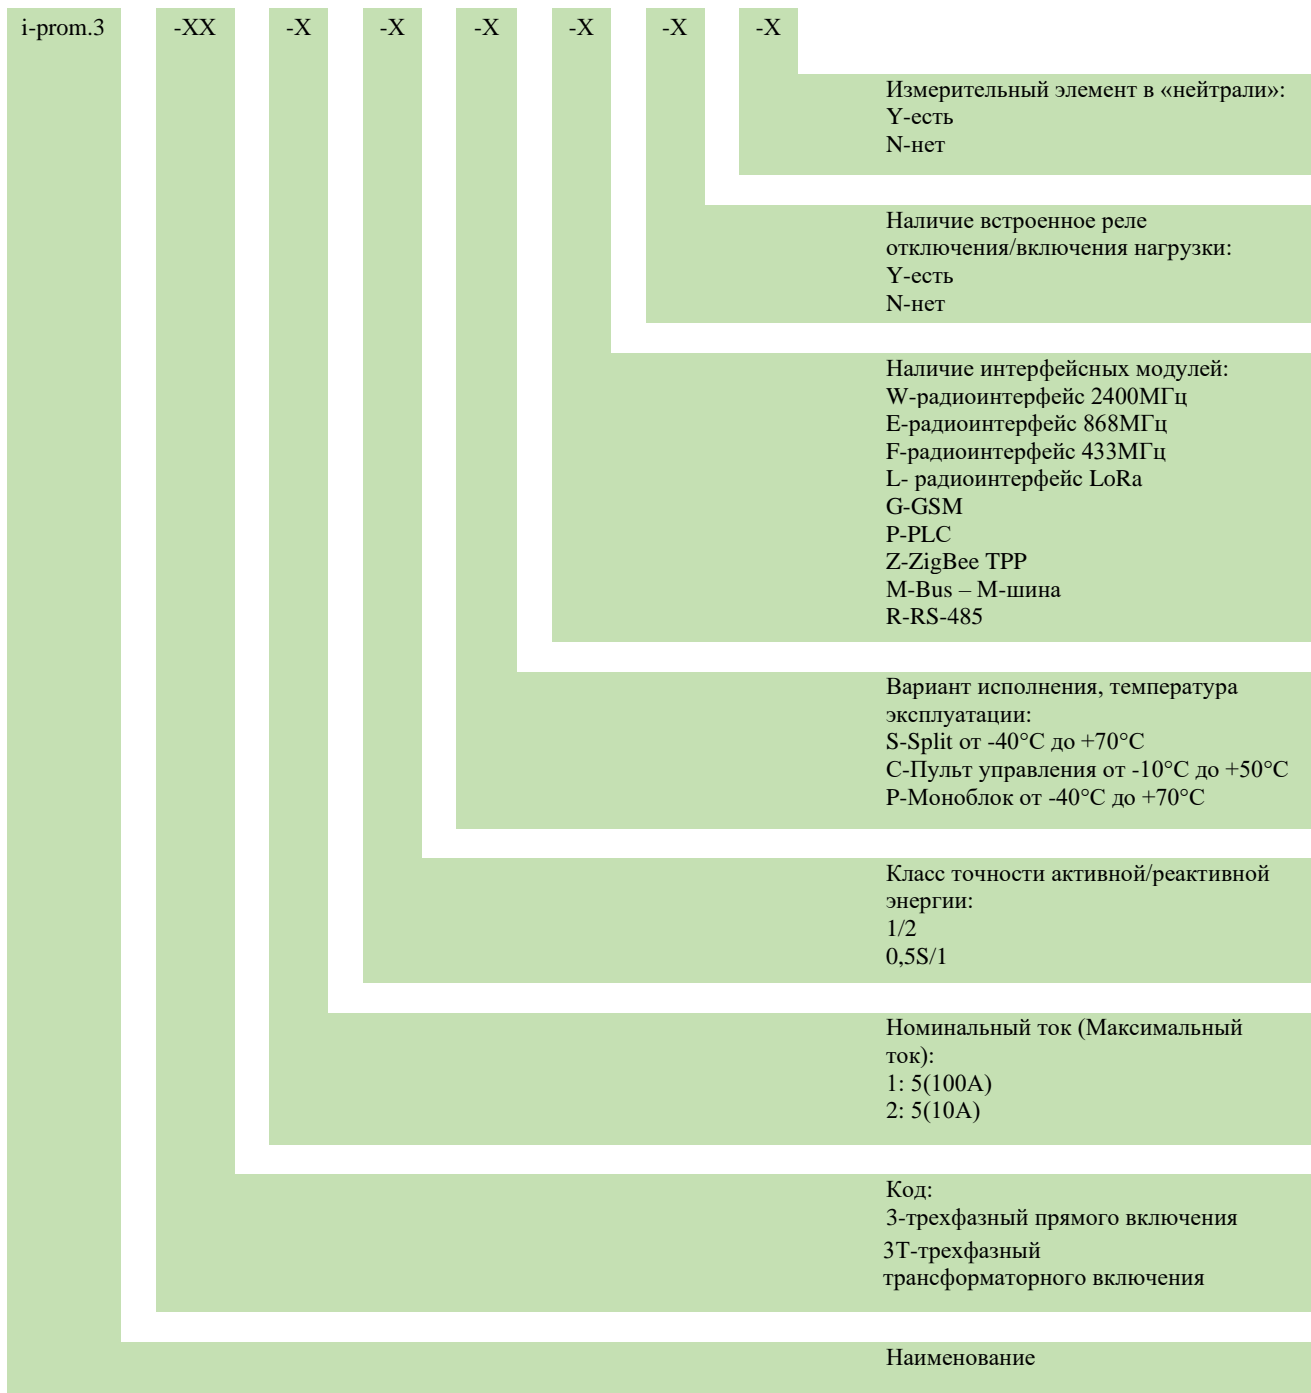 i-prom.3 -XX -X -X -X -X -X -X
Измерительный элемент в «нейтрали»:
Y-есть
N-нет
Наличие встроенное реле
отключения/включения нагрузки:
Y-есть
N-нет
Наличие интерфейсных модулей:
W-радиоинтерфейс 2400МГц
E-радиоинтерфейс 868МГц
F-радиоинтерфейс 433МГц
L- радиоинтерфейс LoRa
G-GSM
P-PLC
Z-ZigBee TPP
M-Bus – М-шина
R-RS-485
Вариант исполнения, температура
эксплуатации:
S-Split от -40°C до +70°C
C-Пульт управления от -10°C до +50°C
P-Моноблок от -40°C до +70°C
Класс точности активной/реактивной
энергии:
1/2
0,5S/1
Номинальный ток (Максимальный
ток):
1: 5(100А)
2: 5(10А)
Код:
3-трехфазный прямого включения
3Т-трехфазный
трансформаторного включения
Наименование